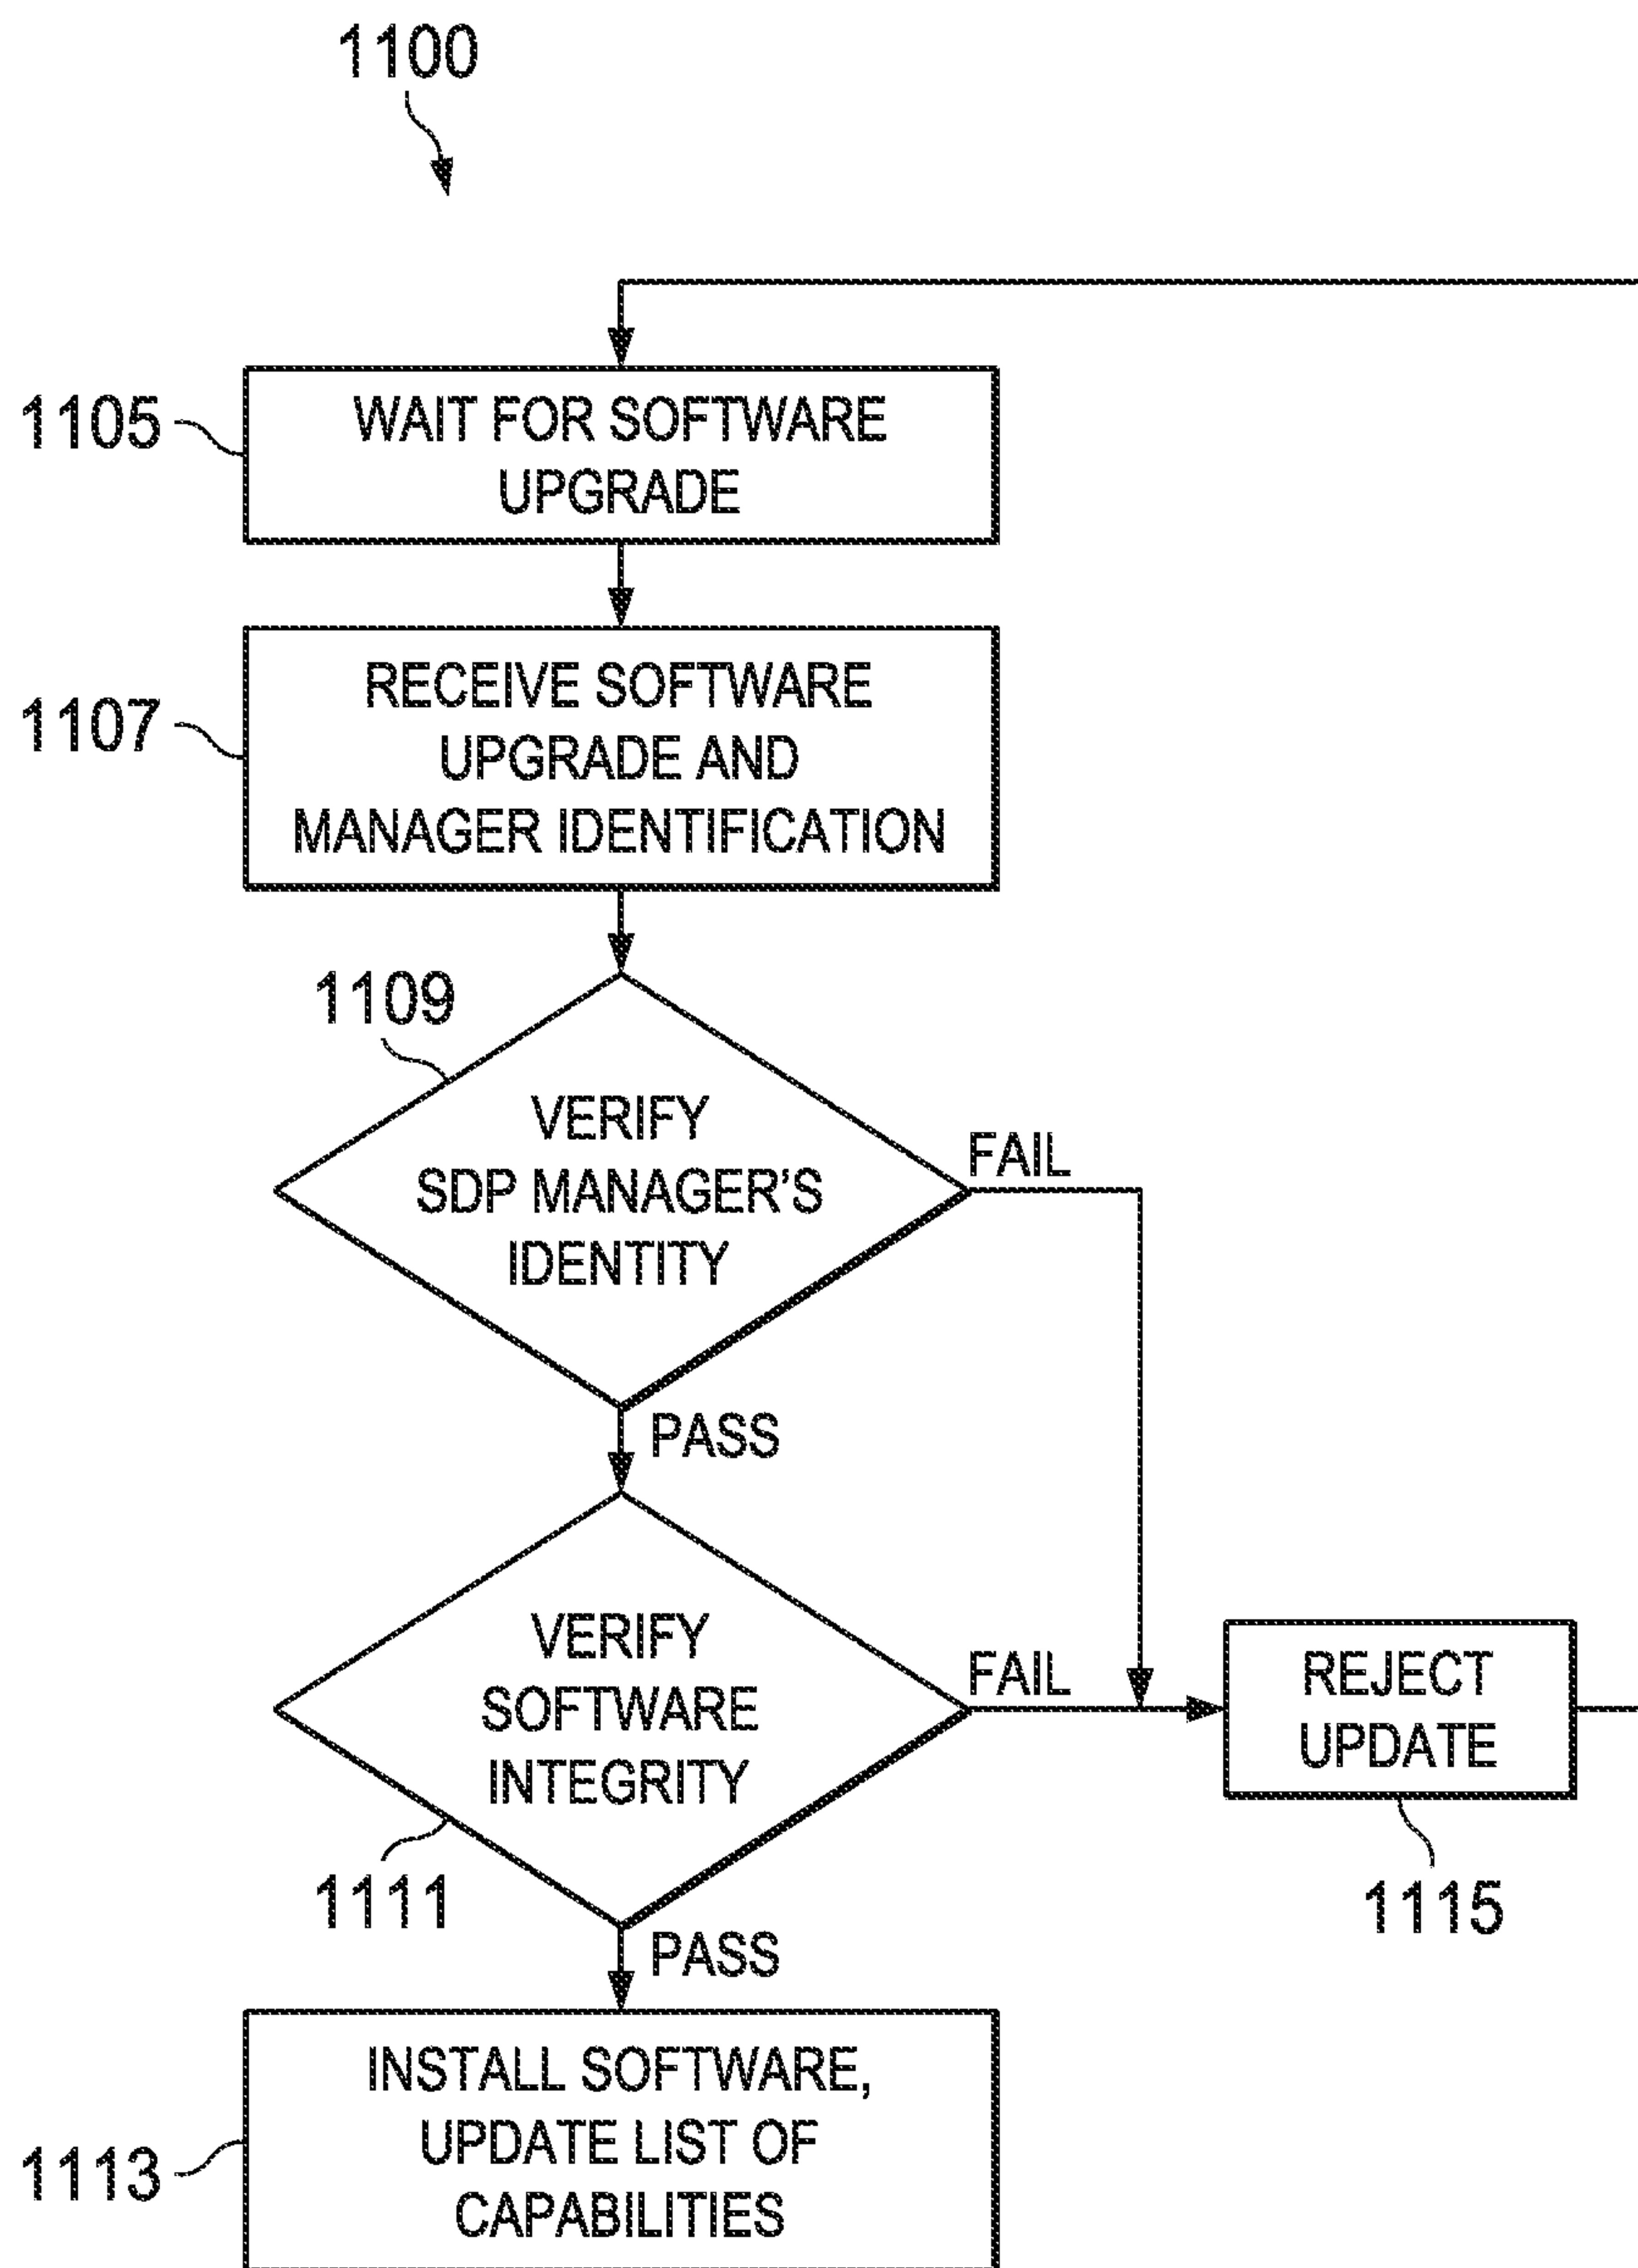 1100
1105
WAIT FOR SOFTWARE
UPGRADE
1107
RECEIVE SOFTWARE
UPGRADE AND
MANAGER IDENTIFICATION
1109
VERIFY
SDP MANAGER'S
IDENTITY
FAIL
PASS
VERIFY
SOFTWARE
INTEGRITY
FAIL
1111
PASS
REJECT
UPDATE
1115
1113
INSTALL SOFTWARE,
UPDATE LIST OF
CAPABILITIES